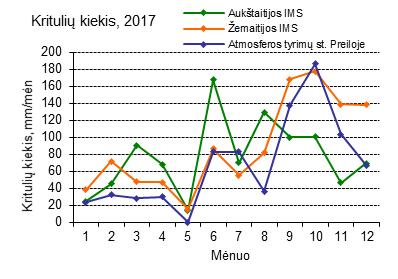 Kritulių kiekis, 2017
Aukštaitijos IMS
Žemaitijos IMS
Atmosferos tyrimų st. Preiloje
Kritulių kiekis, mm/mėn
200
180
160
140
120
100
80
60
40
20
0
1 2 3 4 5 6 7 8 9 10 11 12
Mėnuo